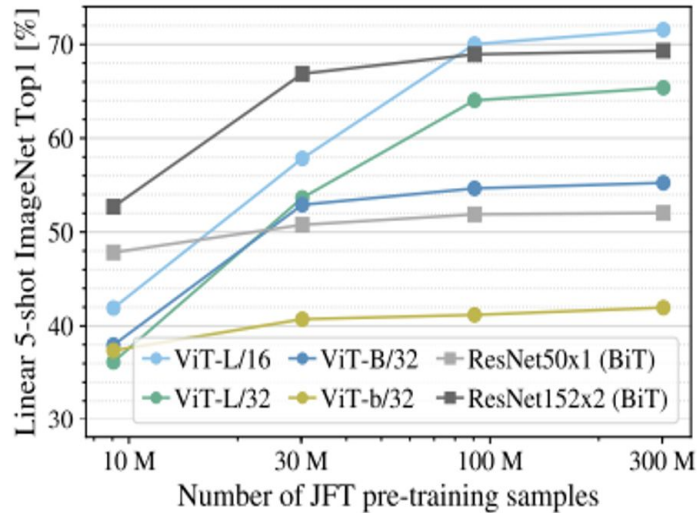 Linear 5-shot ImageNet Top1 [%]
70
60
50
40
30
ViT-L/16 ViT-B/32 ResNet50x1 (BiT)
ViT-L/32 ViT-b/32 ResNet152x2 (BiT)
10 M 30 M 100 M 300 M
Number of JFT pre-training samples